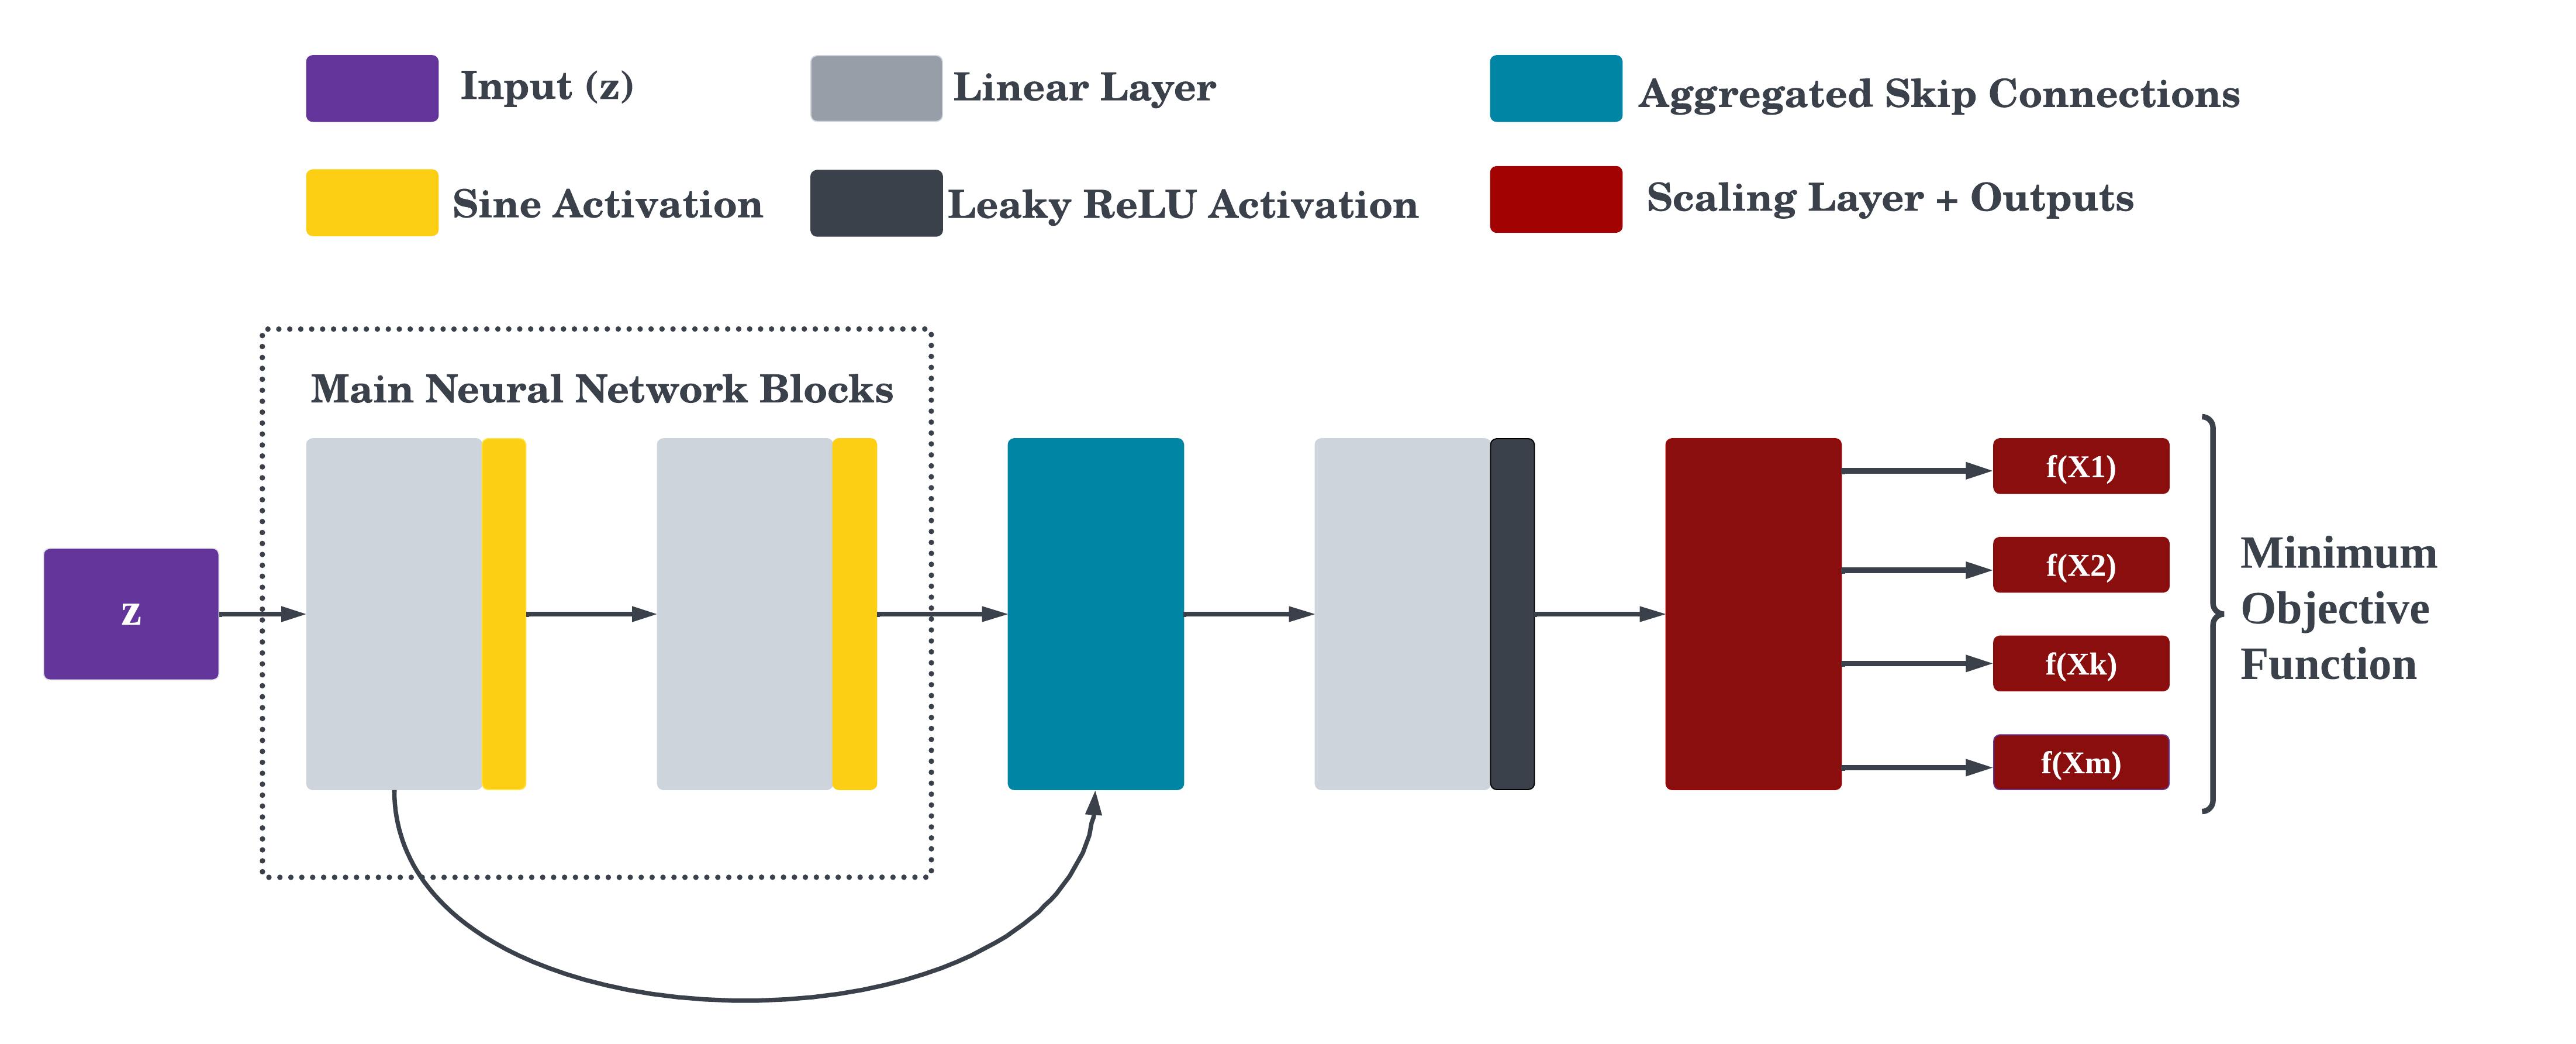 Input (z)
Linear Layer
Aggregated Skip Connections
Sine Activation
Leaky ReLU Activation
Scaling Layer + Outputs
Main Neural Network Blocks
z
f(X1)
f(X2)
f(Xk)
f(Xm)
Minimum
Objective
Function